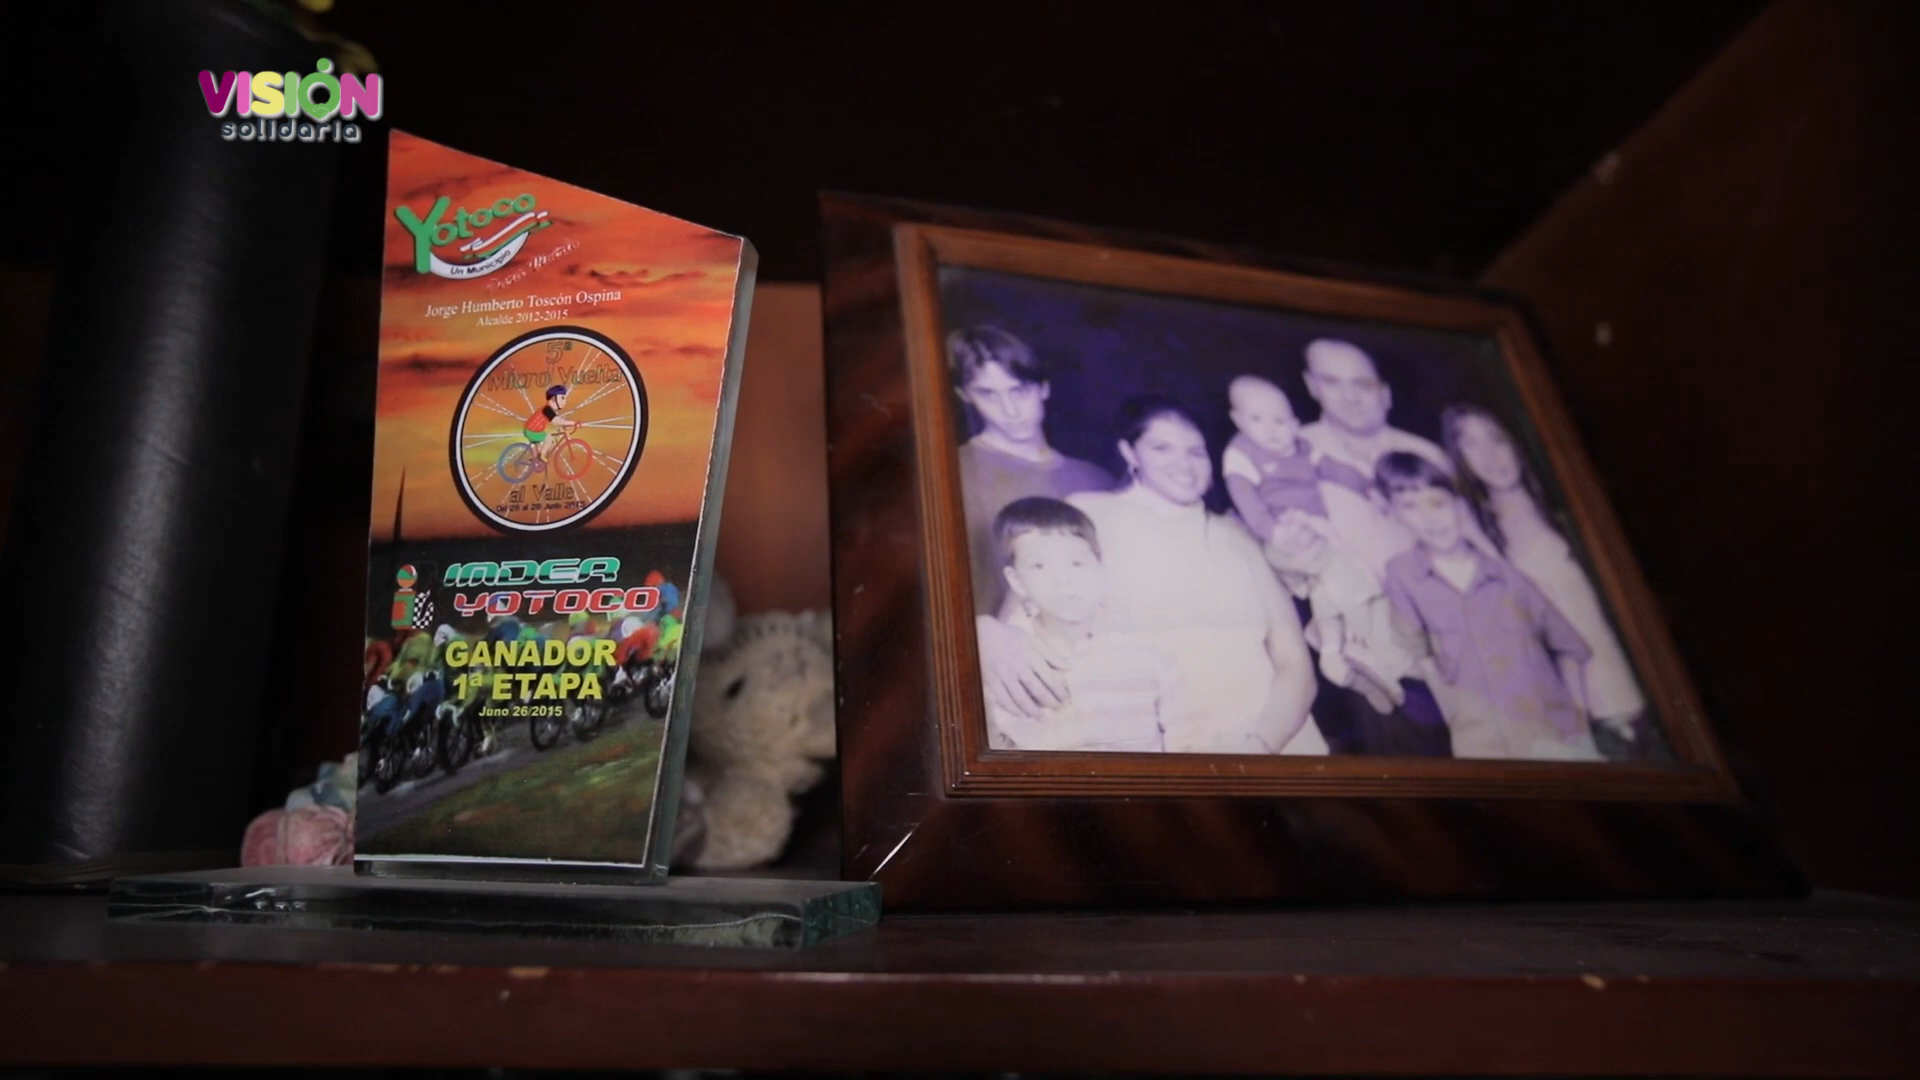 VISIÓN
solidaria
Yotoco
Un Municipio
Jorge Humberto Toscón Ospina
Alcalde 2012-2015
5ª
Micro Vuelta
al Valle
IMDER
YOTOCO
GANADOR
1ª ETAPA
Juno 26/2015